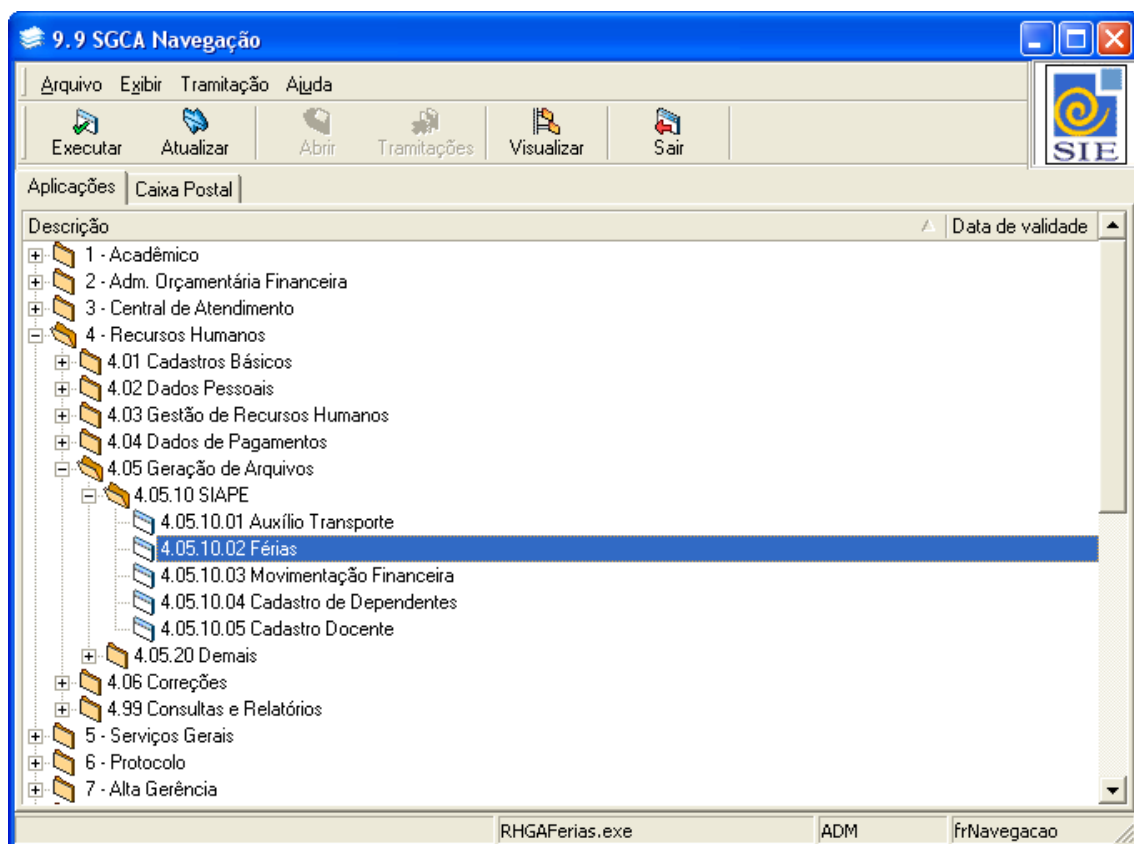 9.9 SGCA Navegação
Arquivo Exibir Tramitação Ajuda
Executar Atualizar Abrir Tramitações Visualizar Sair
SIE
Aplicações Caixa Postal
Descrição Data de validade
1 - Acadêmico
2 - Adm. Orçamentária Financeira
3 - Central de Atendimento
4 - Recursos Humanos
4.01 Cadastros Básicos
4.02 Dados Pessoais
4.03 Gestão de Recursos Humanos
4.04 Dados de Pagamentos
4.05 Geração de Arquivos
4.05.10 SIAPE
4.05.10.01 Auxílio Transporte
4.05.10.02 Férias
4.05.10.03 Movimentação Financeira
4.05.10.04 Cadastro de Dependentes
4.05.10.05 Cadastro Docente
4.05.20 Demais
4.06 Correções
4.99 Consultas e Relatórios
5 - Serviços Gerais
6 - Protocolo
7 - Alta Gerência
RHGAFerias.exe ADM frNavegacao